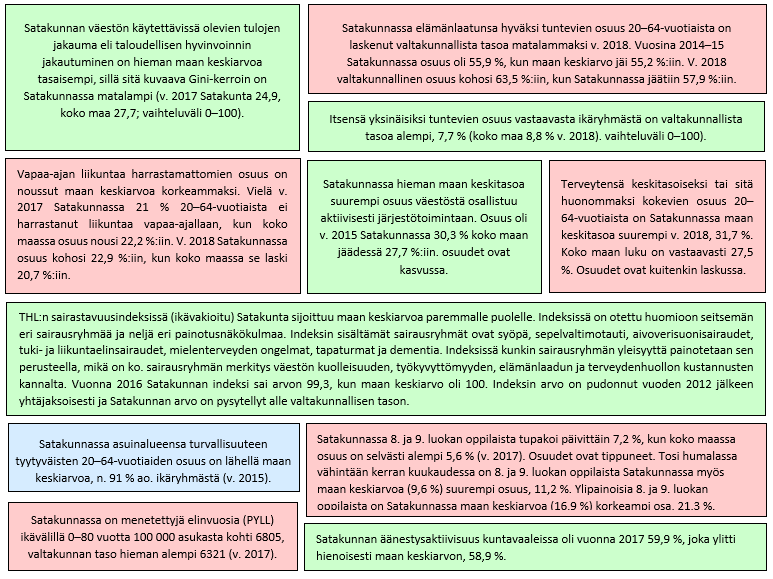 Satakunnan väestön käytettävissä olevien tulojen
jakauma eli taloudellisen hyvinvoinnin
jakautuminen on hieman maan keskiarvoa
tasaisempi, sillä sitä kuvaava Gini-kerroin on
Satakunnassa matalampi (v. 2017 Satakunta 24,9,
koko maa 27,7; vaihteluväli 0–100).
Satakunnassa elämänlaatunsa hyväksi tuntevien osuus 20–64-vuotiaista on
laskenut valtakunnallista tasoa matalammaksi v. 2018. Vuosina 2014–15
Satakunnassa osuus oli 55,9 %, kun maan keskiarvo jäi 55,2 %:iin. V. 2018
valtakunnallinen osuus kohosi 63,5 %:iin, kun Satakunnassa jäätiin 57,9 %:iin.
Itsensä yksinäisiksi tuntevien osuus vastaavasta ikäryhmästä on valtakunnallista
tasoa alempi, 7,7 % (koko maa 8,8 % v. 2018). vaihteluväli 0–100).
Vapaa-ajan liikuntaa harrastamattomien osuus on
noussut maan keskiarvoa korkeammaksi. Vielä v.
2017 Satakunnassa 21 % 20–64-vuotiaista ei
harrastanut liikuntaa vapaa-ajallaan, kun koko
maassa osuus nousi 22,2 %:iin. V. 2018 Satakunnassa
osuus kohosi 22,9 %:iin, kun koko maassa se laski
20,7 %:iin.
Satakunnassa hieman maan keskitasoa
suurempi osuus väestöstä osallistuu
aktiivisesti järjestötoimintaan. Osuus oli
v. 2015 Satakunnassa 30,3 % koko maan
jäädessä 27,7 %:iin. osuudet ovat
kasvussa.
Terveytensä keskitasoiseksi tai sitä
huonommaksi kokevien osuus 20–
64-vuotiaista on Satakunnassa maan
keskitasoa suurempi v. 2018, 31,7 %.
Koko maan luku on vastaavasti 27,5
%. Osuudet ovat kuitenkin laskussa.
THL:n sairastavuusindeksissä (ikävakioitu) Satakunta sijoittuu maan keskiarvoa paremmalle puolelle. Indeksissä on otettu huomioon seitsemän
eri sairausryhmää ja neljä eri painotusnäkökulmaa. Indeksin sisältämät sairausryhmät ovat syöpä, sepelvaltimotauti, aivoverisuonisairaudet,
tuki- ja liikuntaelinsairaudet, mielenterveyden ongelmat, tapaturmat ja dementia. Indeksissä kunkin sairausryhmän yleisyyttä painotetaan sen
perusteella, mikä on ko. sairausryhmän merkitys väestön kuolleisuuden, työkyvyttömyyden, elämänlaadun ja terveydenhuollon kustannusten
kannalta. Vuonna 2016 Satakunnan indeksi sai arvon 99,3, kun maan keskiarvo oli 100. Indeksin arvo on pudonnut vuoden 2012 jälkeen
yhtäjaksoisesti ja Satakunnan arvo on pysytellyt alle valtakunnallisen tason.
Satakunnassa asuinalueensa turvallisuuteen
tyytyväisten 20–64-vuotiaiden osuus on lähellä maan
keskiarvoa, n. 91 % ao. ikäryhmästä (v. 2015).
Satakunnassa 8. ja 9. luokan oppilaista tupakoi päivittäin 7,2 %, kun koko maassa
osuus on selvästi alempi 5,6 % (v. 2017). Osuudet ovat tippuneet. Tosi humalassa
vähintään kerran kuukaudessa on 8. ja 9. luokan oppilaista Satakunnassa myös
maan keskiarvoa (9,6 %) suurempi osuus, 11,2 %. Ylipainoisia 8. ja 9. luokan
oppilaista on Satakunnassa maan keskiarvoa (16,9 %) korkeampi osa, 21,3 %.
Satakunnassa on menetettyjä elinvuosia (PYLL)
ikävälillä 0–80 vuotta 100 000 asukasta kohti 6805,
valtakunnan taso hieman alempi 6321 (v. 2017).
Satakunnan äänestysaktiivisuus kuntavaaleissa oli vuonna 2017 59,9 %, joka ylitti
hienoisesti maan keskiarvon, 58,9 %.